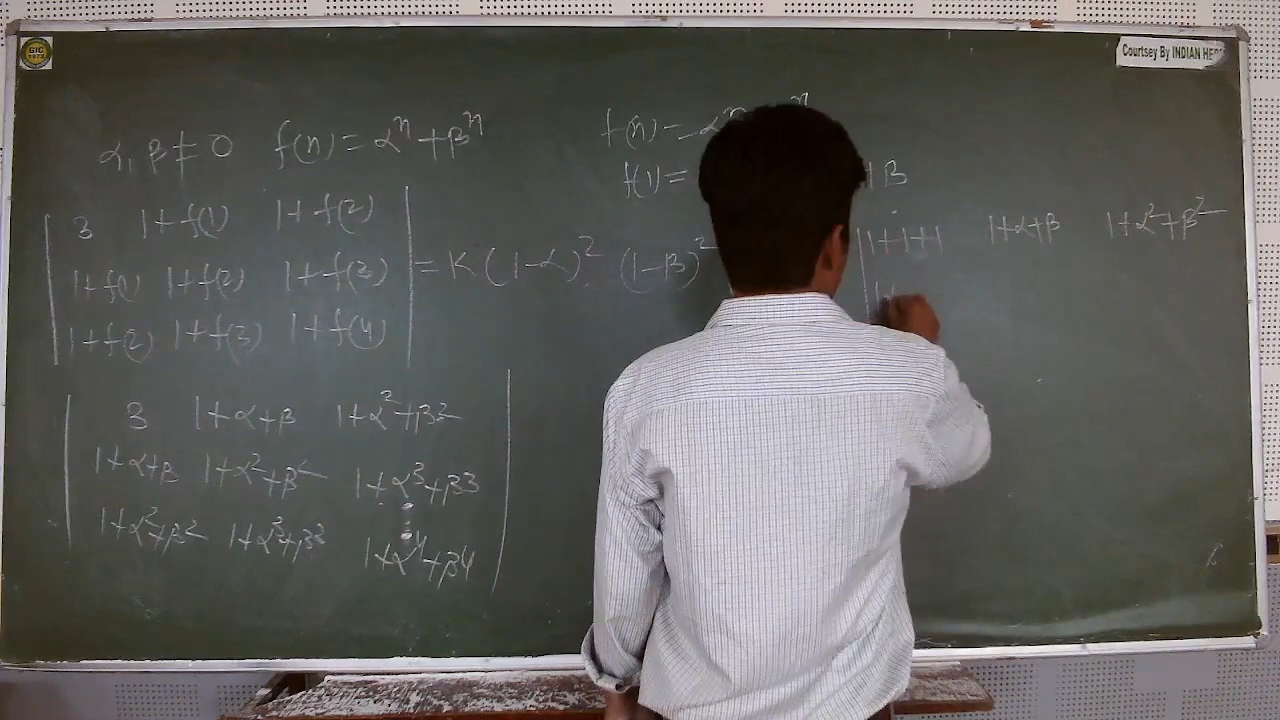 GIC
1972
Courtsey By INDIAN HER
α, β ≠ 0 f(n) = αⁿ + βⁿ
3 1+f(1) 1+f(2)
1+f(1) 1+f(2) 1+f(3)
1+f(2) 1+f(3) 1+f(4)
= K (1-α)² (1-β)²
3 1+α+β 1+α²+β²
1+α+β 1+α²+β² 1+α³+β³
1+α²+β² 1+α³+β³ 1+α⁴+β⁴
f(n) = αⁿ n
f(1) = + β
1+1+1 1+α+β 1+α²+β²